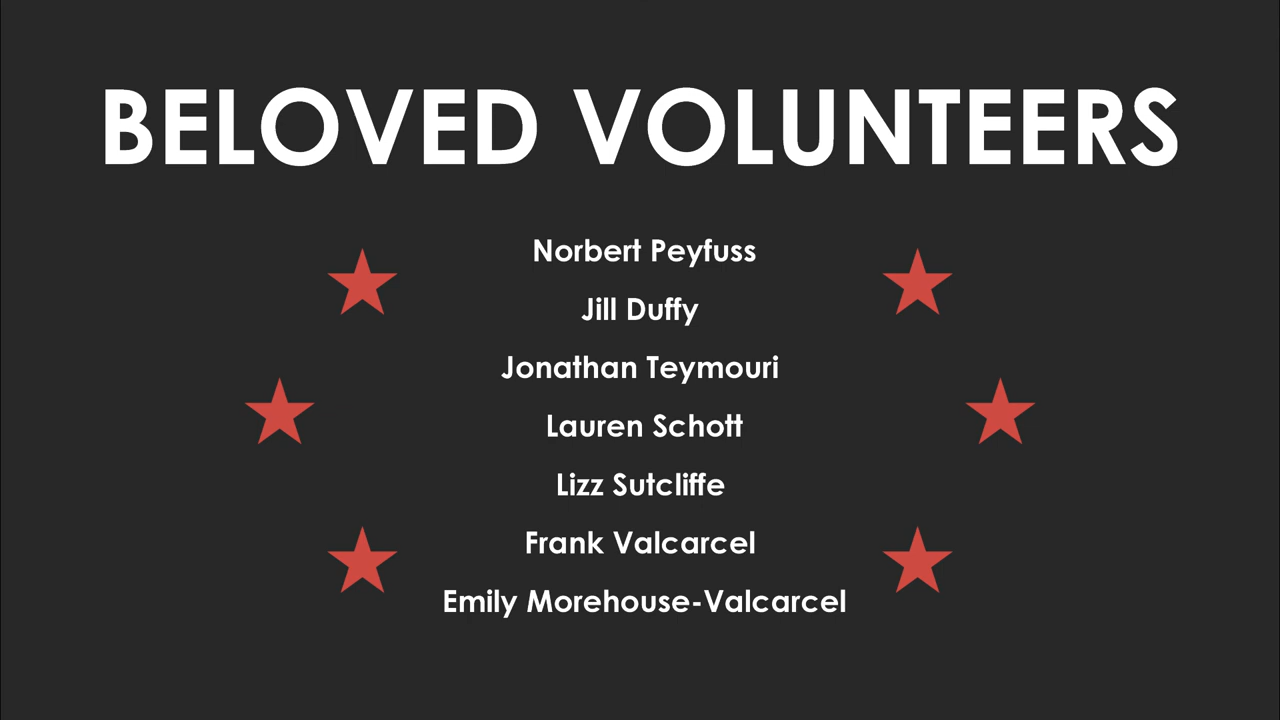 BELOVED VOLUNTEERS
Norbert Peyfuss
Jill Duffy
Jonathan Teymouri
Lauren Schott
Lizz Sutcliffe
Frank Valcarcel
Emily Morehouse-Valcarcel